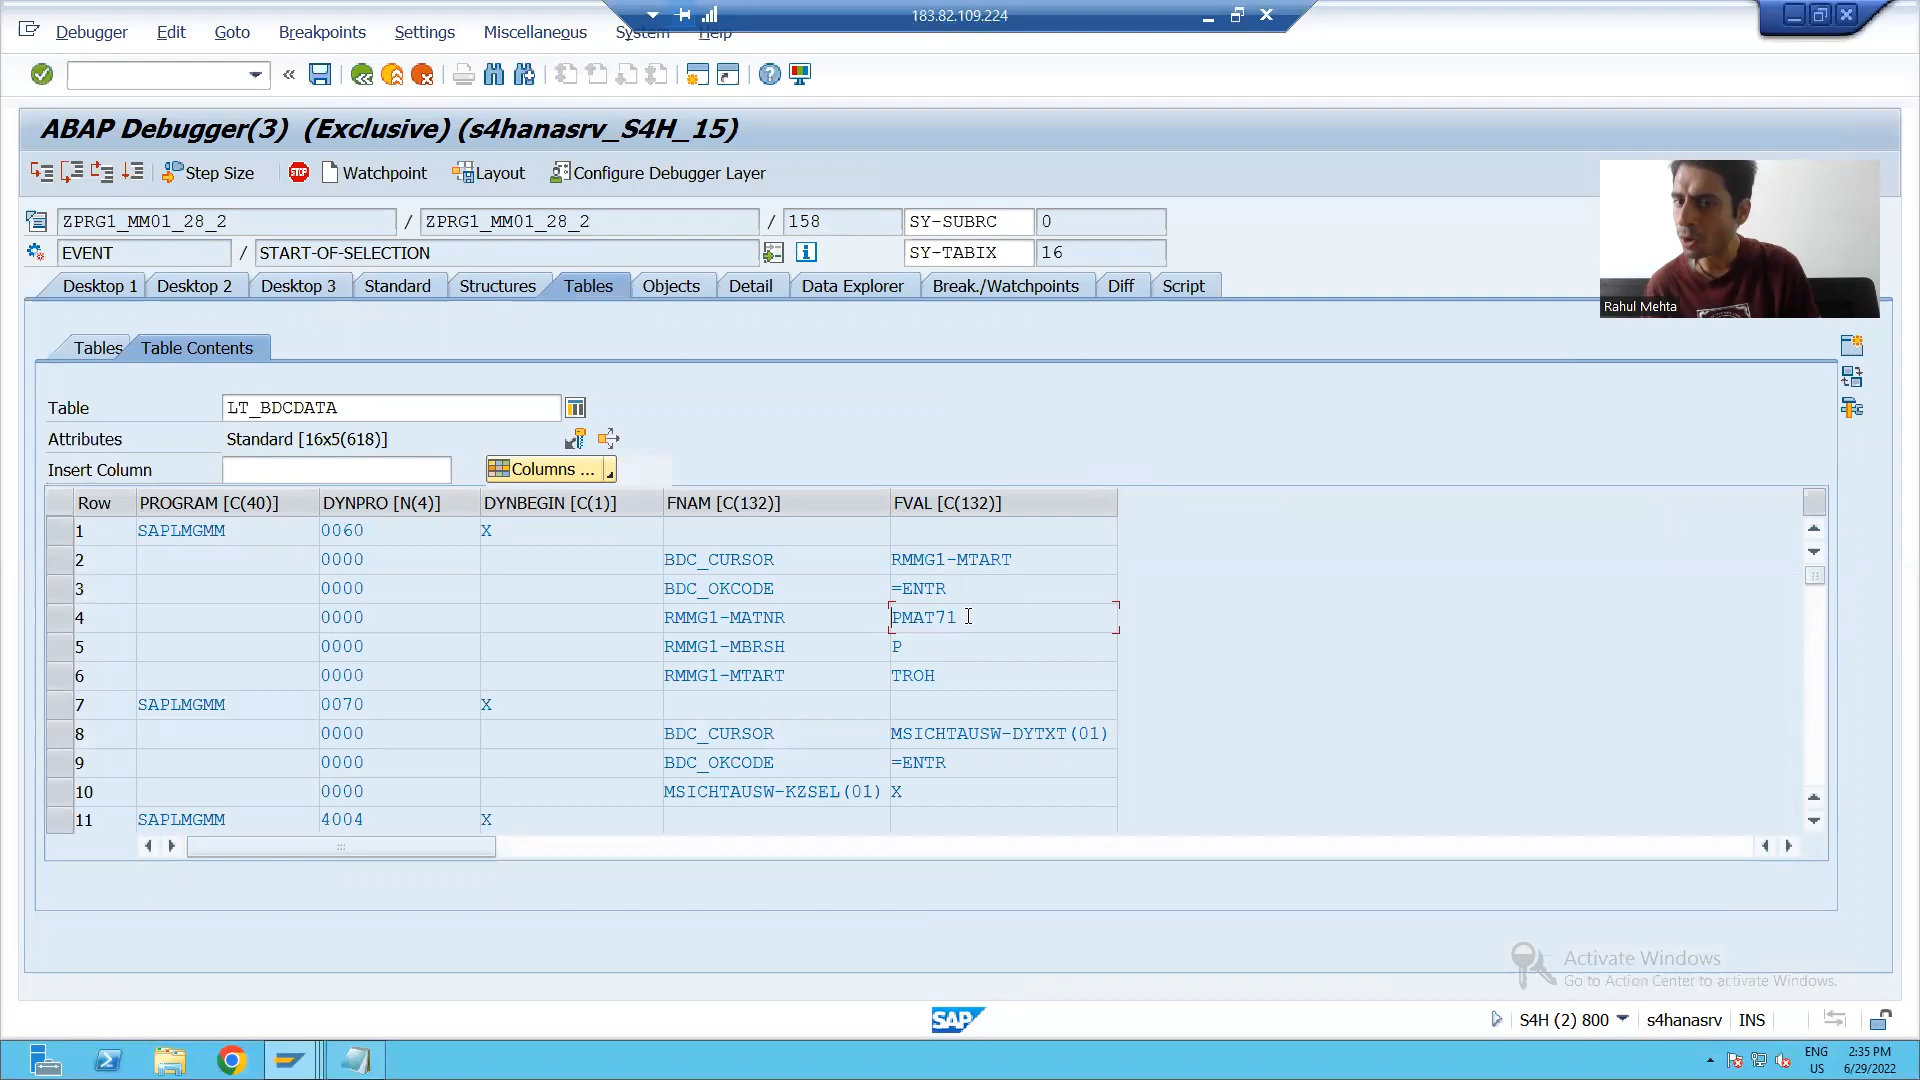 183.82.109.224
Debugger Edit Goto Breakpoints Settings Miscellaneous System Help
ABAP Debugger(3) (Exclusive) (s4hanasrv_S4H_15)
Step Size STOP Watchpoint Layout Configure Debugger Layer
ZPRG1_MM01_28_2 / ZPRG1_MM01_28_2 / 158 SY-SUBRC 0
EVENT / START-OF-SELECTION SY-TABIX 16
Rahul Mehta
Desktop 1 Desktop 2 Desktop 3 Standard Structures Tables Objects Detail Data Explorer Break./Watchpoints Diff Script
Tables Table Contents
Table LT_BDCDATA
Attributes Standard [16x5(618)]
Insert Column Columns ...
Row PROGRAM [C(40)] DYNPRO [N(4)] DYNBEGIN [C(1)] FNAM [C(132)] FVAL [C(132)]
1 SAPLMGMM 0060 X
2 0000 BDC_CURSOR RMMG1-MTART
3 0000 BDC_OKCODE =ENTR
4 0000 RMMG1-MATNR PMAT71
5 0000 RMMG1-MBRSH P
6 0000 RMMG1-MTART TROH
7 SAPLMGMM 0070 X
8 0000 BDC_CURSOR MSICHTAUSW-DYTXT(01)
9 0000 BDC_OKCODE =ENTR
10 0000 MSICHTAUSW-KZSEL(01) X
11 SAPLMGMM 4004 X
Activate Windows
Go to Action Center to activate Windows.
SAP S4H (2) 800 s4hanasrv INS
ENG 2:35 PM
US 6/29/2022